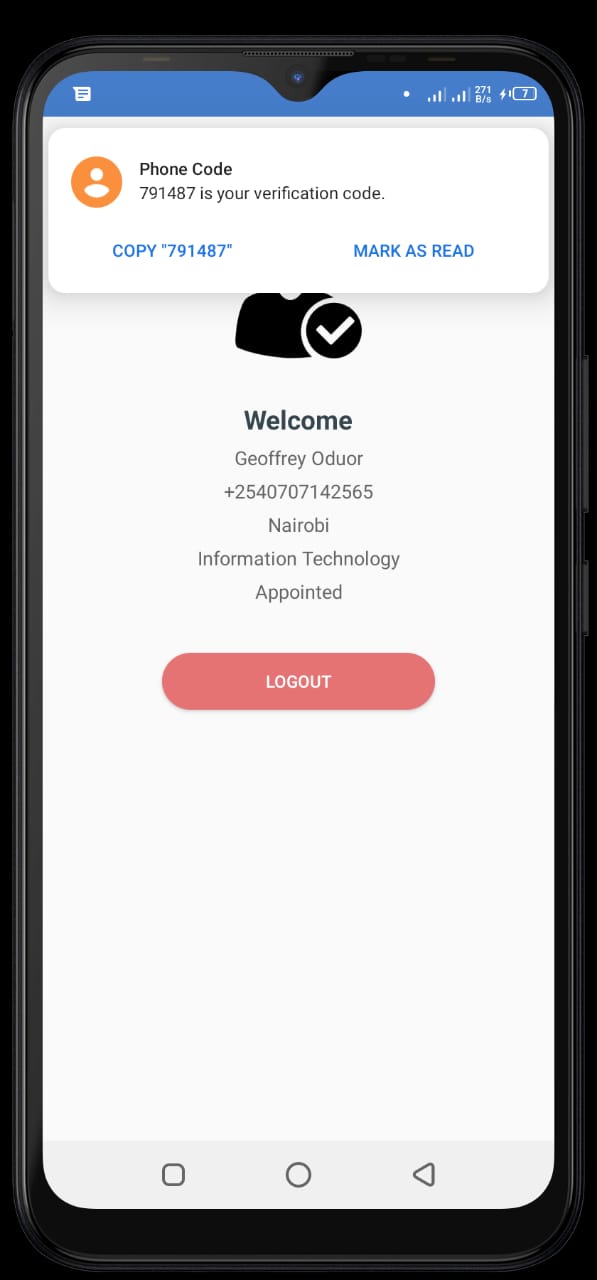 271
B/s
7
Phone Code
791487 is your verification code.
COPY "791487"
MARK AS READ
Welcome
Geoffrey Oduor
+2540707142565
Nairobi
Information Technology
Appointed
LOGOUT